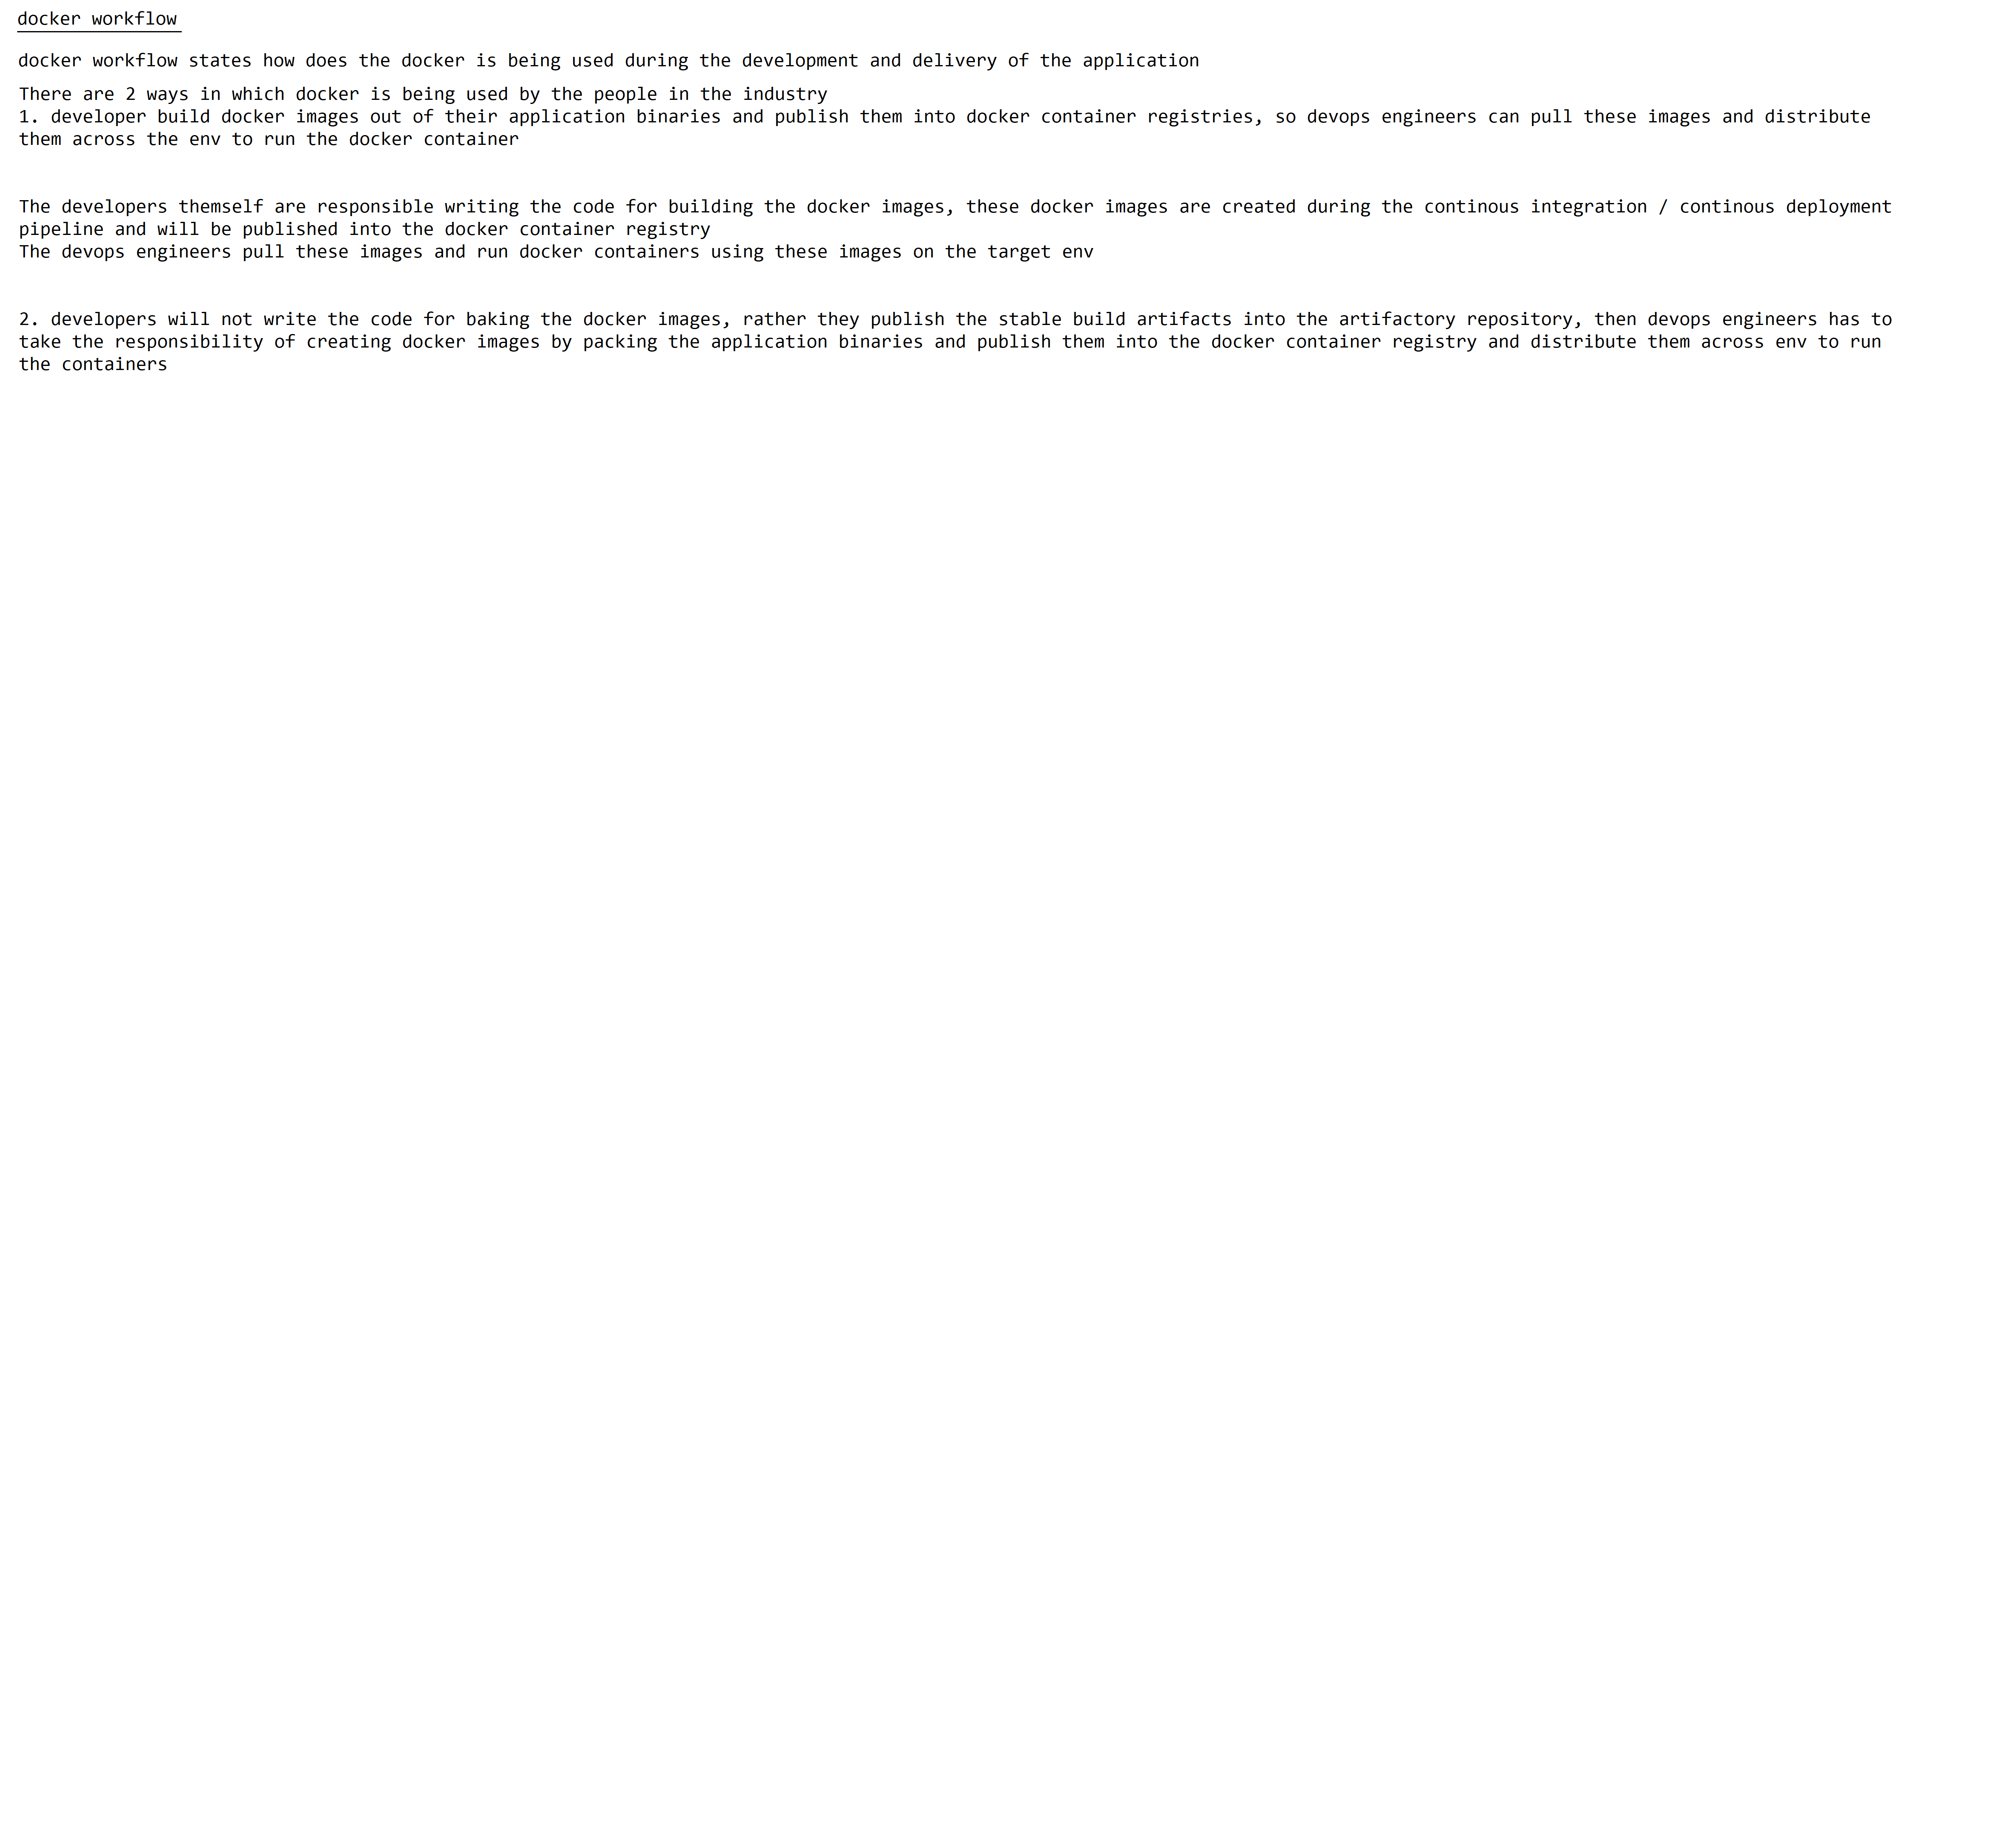 docker workflow
docker workflow states how does the docker is being used during the development and delivery of the application
There are 2 ways in which docker is being used by the people in the industry
1. developer build docker images out of their application binaries and publish them into docker container registries, so devops engineers can pull these images and distribute
them across the env to run the docker container
The developers themself are responsible writing the code for building the docker images, these docker images are created during the continous integration / continous deployment
pipeline and will be published into the docker container registry
The devops engineers pull these images and run docker containers using these images on the target env
2. developers will not write the code for baking the docker images, rather they publish the stable build artifacts into the artifactory repository, then devops engineers has to
take the responsibility of creating docker images by packing the application binaries and publish them into the docker container registry and distribute them across env to run
the containers